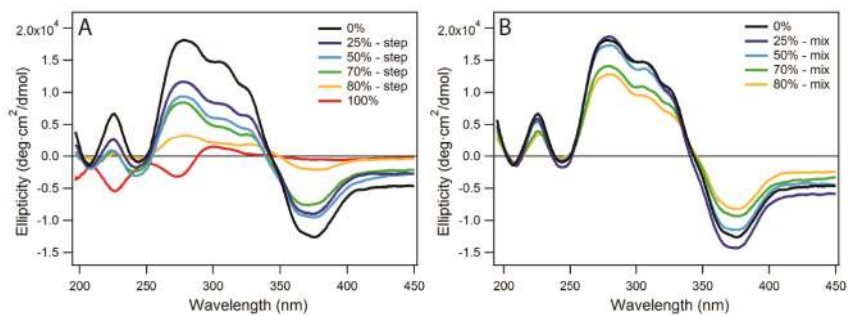 A
B
2.0x10⁴
1.5
1.0
0.5
0.0
-0.5
-1.0
-1.5
Ellipticity (deg·cm²/dmol)
0%
25% - step
50% - step
70% - step
80% - step
100%
200 250 300 350 400 450
Wavelength (nm)
2.0x10⁴
1.5
1.0
0.5
0.0
-0.5
-1.0
-1.5
Ellipticity (deg·cm²/dmol)
0%
25% - mix
50% - mix
70% - mix
80% - mix
200 250 300 350 400 450
Wavelength (nm)